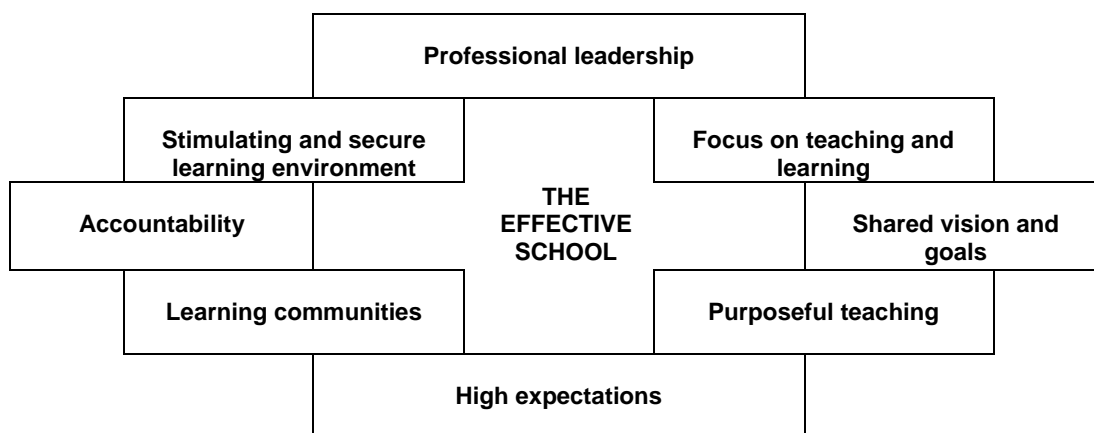 Professional leadership
Stimulating and secure
learning environment
Focus on teaching and
learning
Accountability
THE
EFFECTIVE
SCHOOL
Shared vision and
goals
Learning communities
Purposeful teaching
High expectations